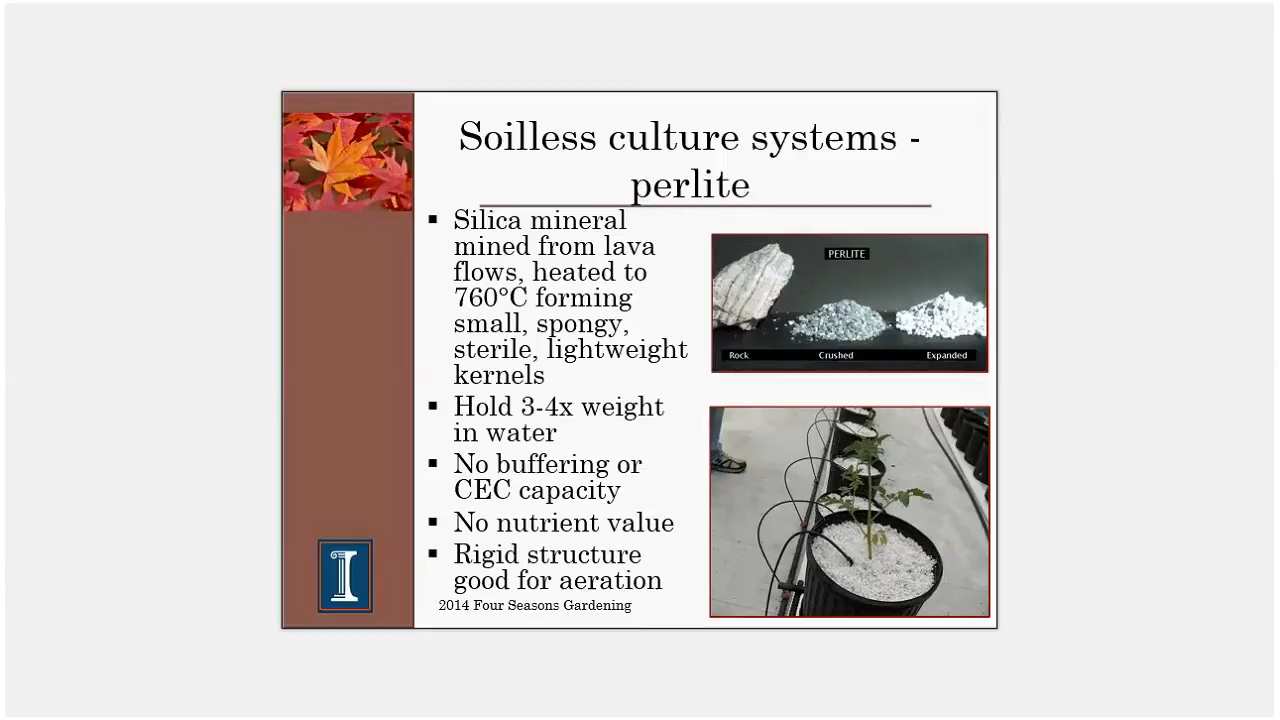 Soilless culture systems -
perlite
▪ Silica mineral
mined from lava
flows, heated to
760°C forming
small, spongy,
sterile, lightweight
kernels
▪ Hold 3-4x weight
in water
▪ No buffering or
CEC capacity
▪ No nutrient value
▪ Rigid structure
good for aeration
2014 Four Seasons Gardening
PERLITE
Rock Crushed Expanded
I